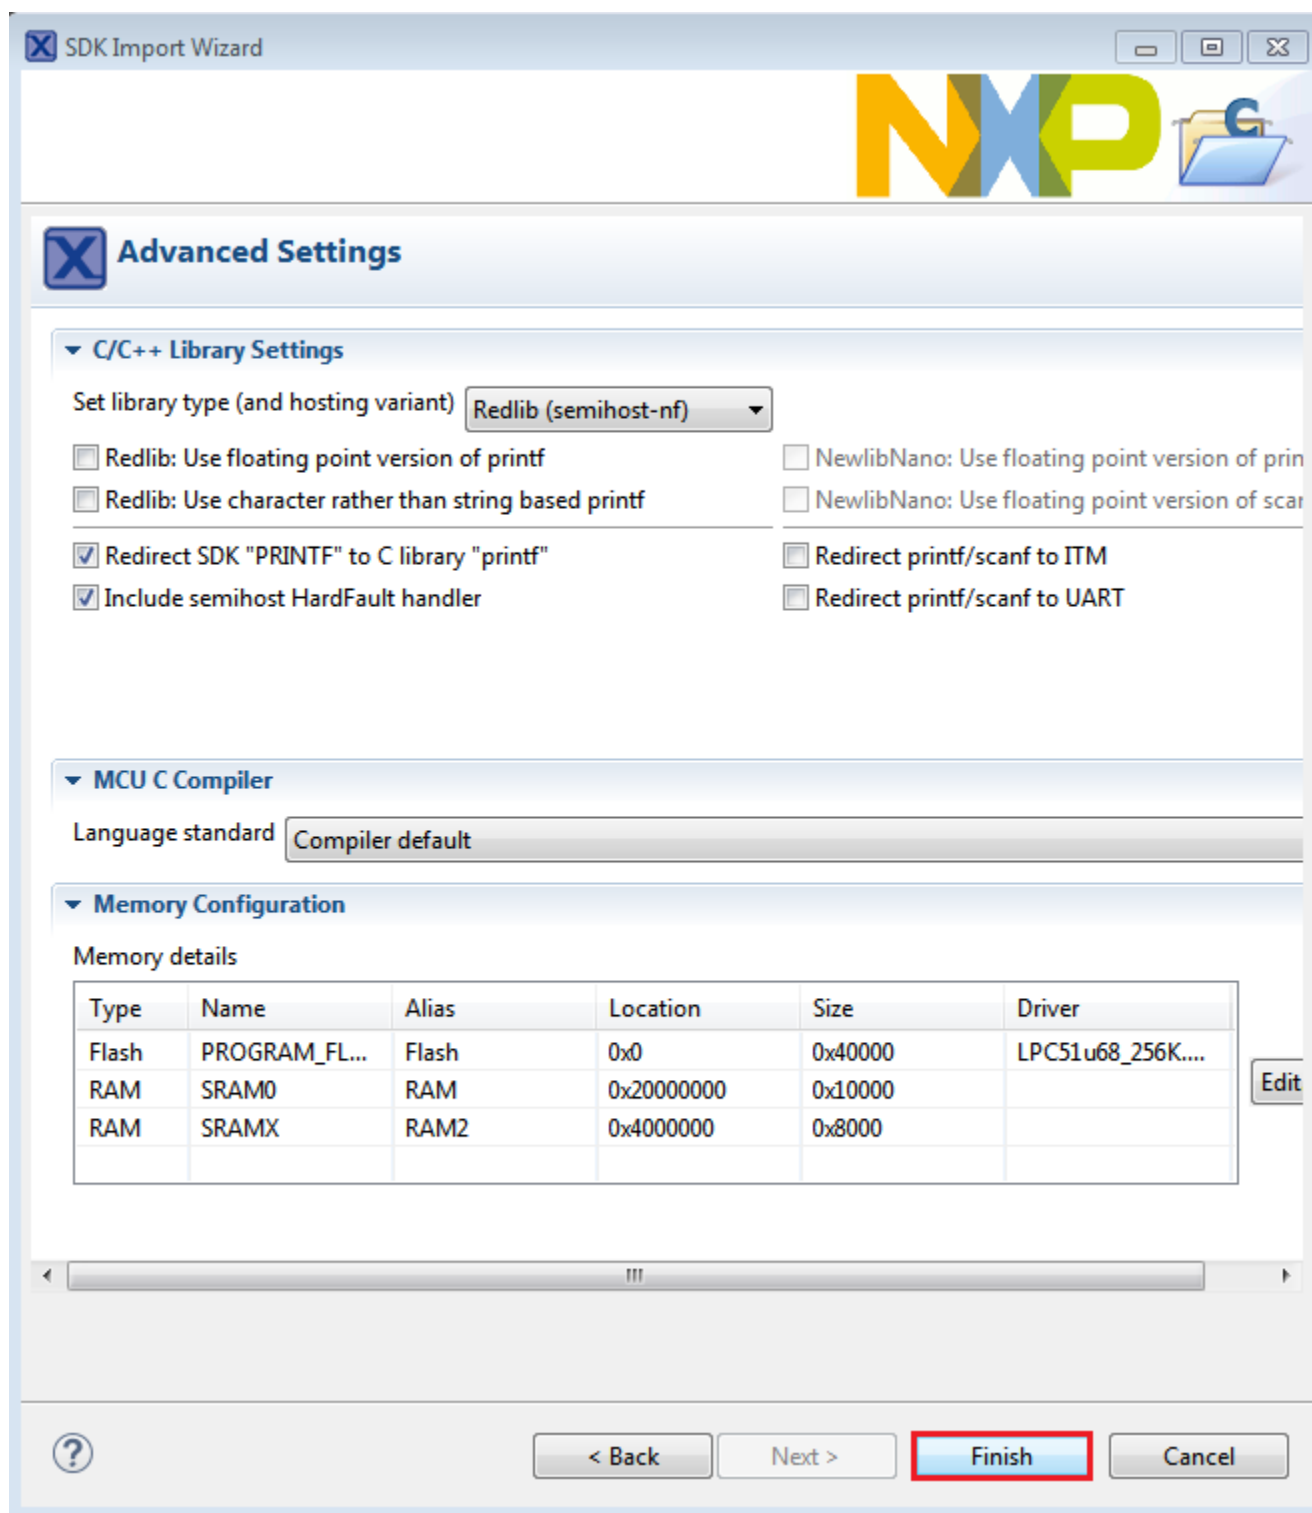 SDK Import Wizard
NXP
Advanced Settings
C/C++ Library Settings
Set library type (and hosting variant) Redlib (semihost-nf)
Redlib: Use floating point version of printf NewlibNano: Use floating point version of prin
Redlib: Use character rather than string based printf NewlibNano: Use floating point version of scar
Redirect SDK "PRINTF" to C library "printf" Redirect printf/scanf to ITM
Include semihost HardFault handler Redirect printf/scanf to UART
MCU C Compiler
Language standard Compiler default
Memory Configuration
Memory details
Type Name Alias Location Size Driver
Flash PROGRAM_FL... Flash 0x0 0x40000 LPC51u68_256K....
RAM SRAM0 RAM 0x20000000 0x10000
RAM SRAMX RAM2 0x4000000 0x8000
Edit
< Back Next > Finish Cancel